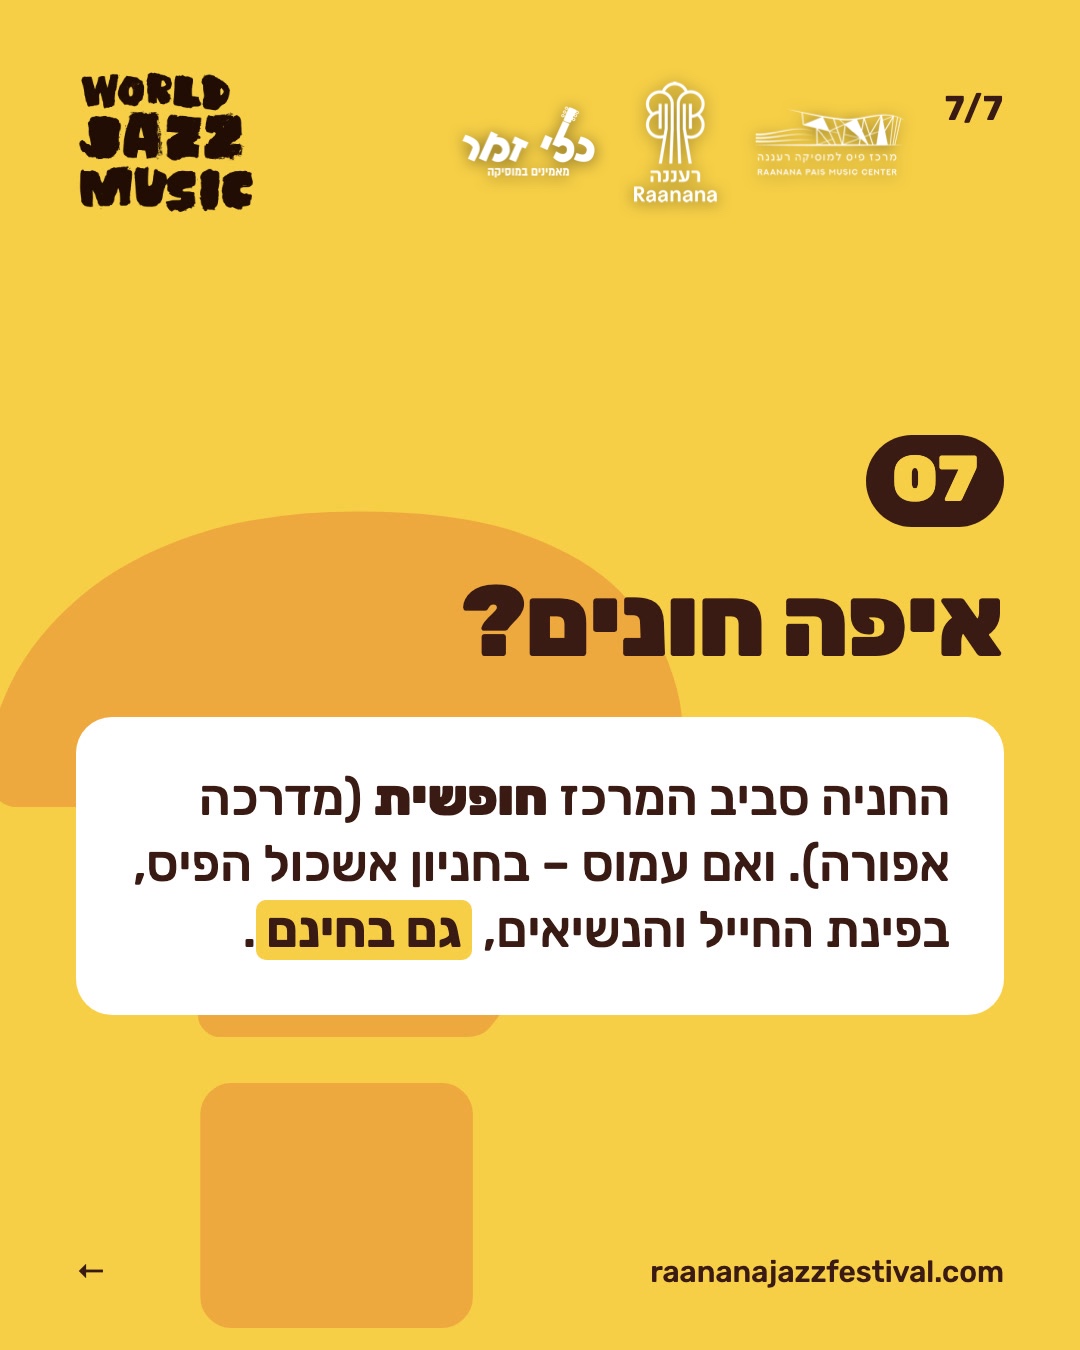 WORLD
JAZZ
MUSIC
7/7
מרכז פיס למוסיקה רעננה
RAANANA PAIS MUSIC CENTER
רעננה
Raanana
כלי זמר
מאמינים במוסיקה
07
איפה חונים?
החניה סביב המרכז חופשית (מדרכה
אפורה). ואם עמוס – בחניון אשכול הפיס,
בפינת החייל והנשיאים, גם בחינם.
raananajazzfestival.com
←